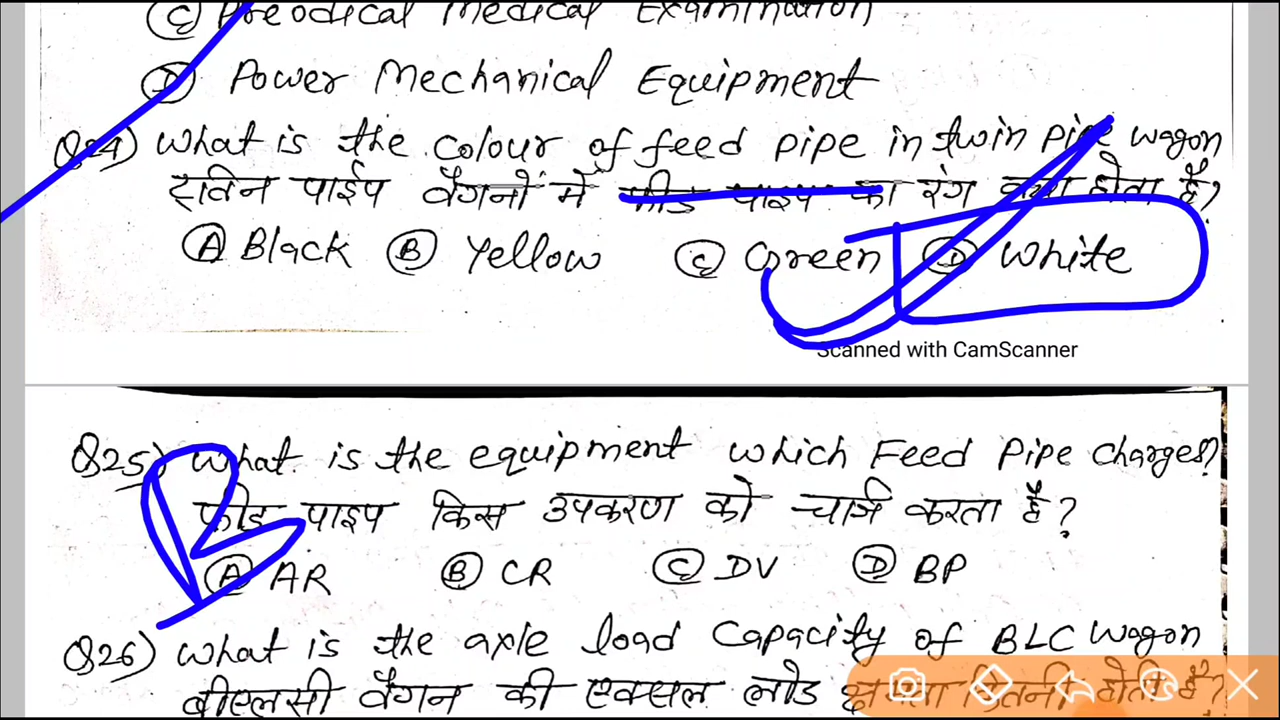 Ⓒ Preodical Medical Examination
Ⓓ Power Mechanical Equipment
Q24) What is the colour of feed pipe in twin pipe wagon
ट्विन पाईप वैगनों में फीड पाइप का रंग क्या होता है?
Ⓐ Black Ⓑ Yellow Ⓒ Green Ⓓ White
Scanned with CamScanner
Q25) What is the equipment which Feed Pipe Charges?
फीड पाइप किस उपकरण को चार्ज करता है?
Ⓐ AR Ⓑ CR Ⓒ DV Ⓓ BP
Q26) What is the axle load Capacity of BLC Wagon
बीएलसी वैगन की एक्सल लोड क्षमता कितनी होती है?